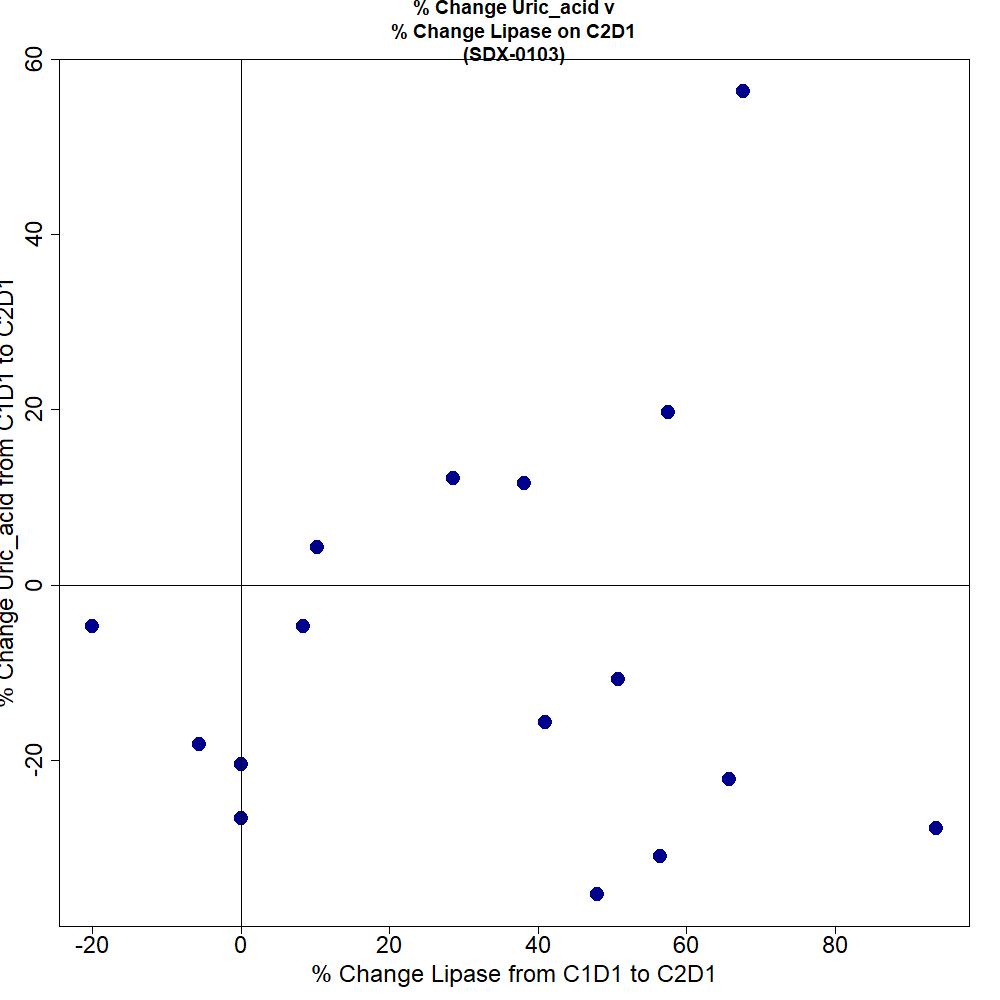 % Change Uric_acid v
% Change Lipase on C2D1
(SDX-0103)
60
40
20
0
-20
% Change Uric_acid from C1D1 to C2D1
-20
0
20
40
60
80
% Change Lipase from C1D1 to C2D1